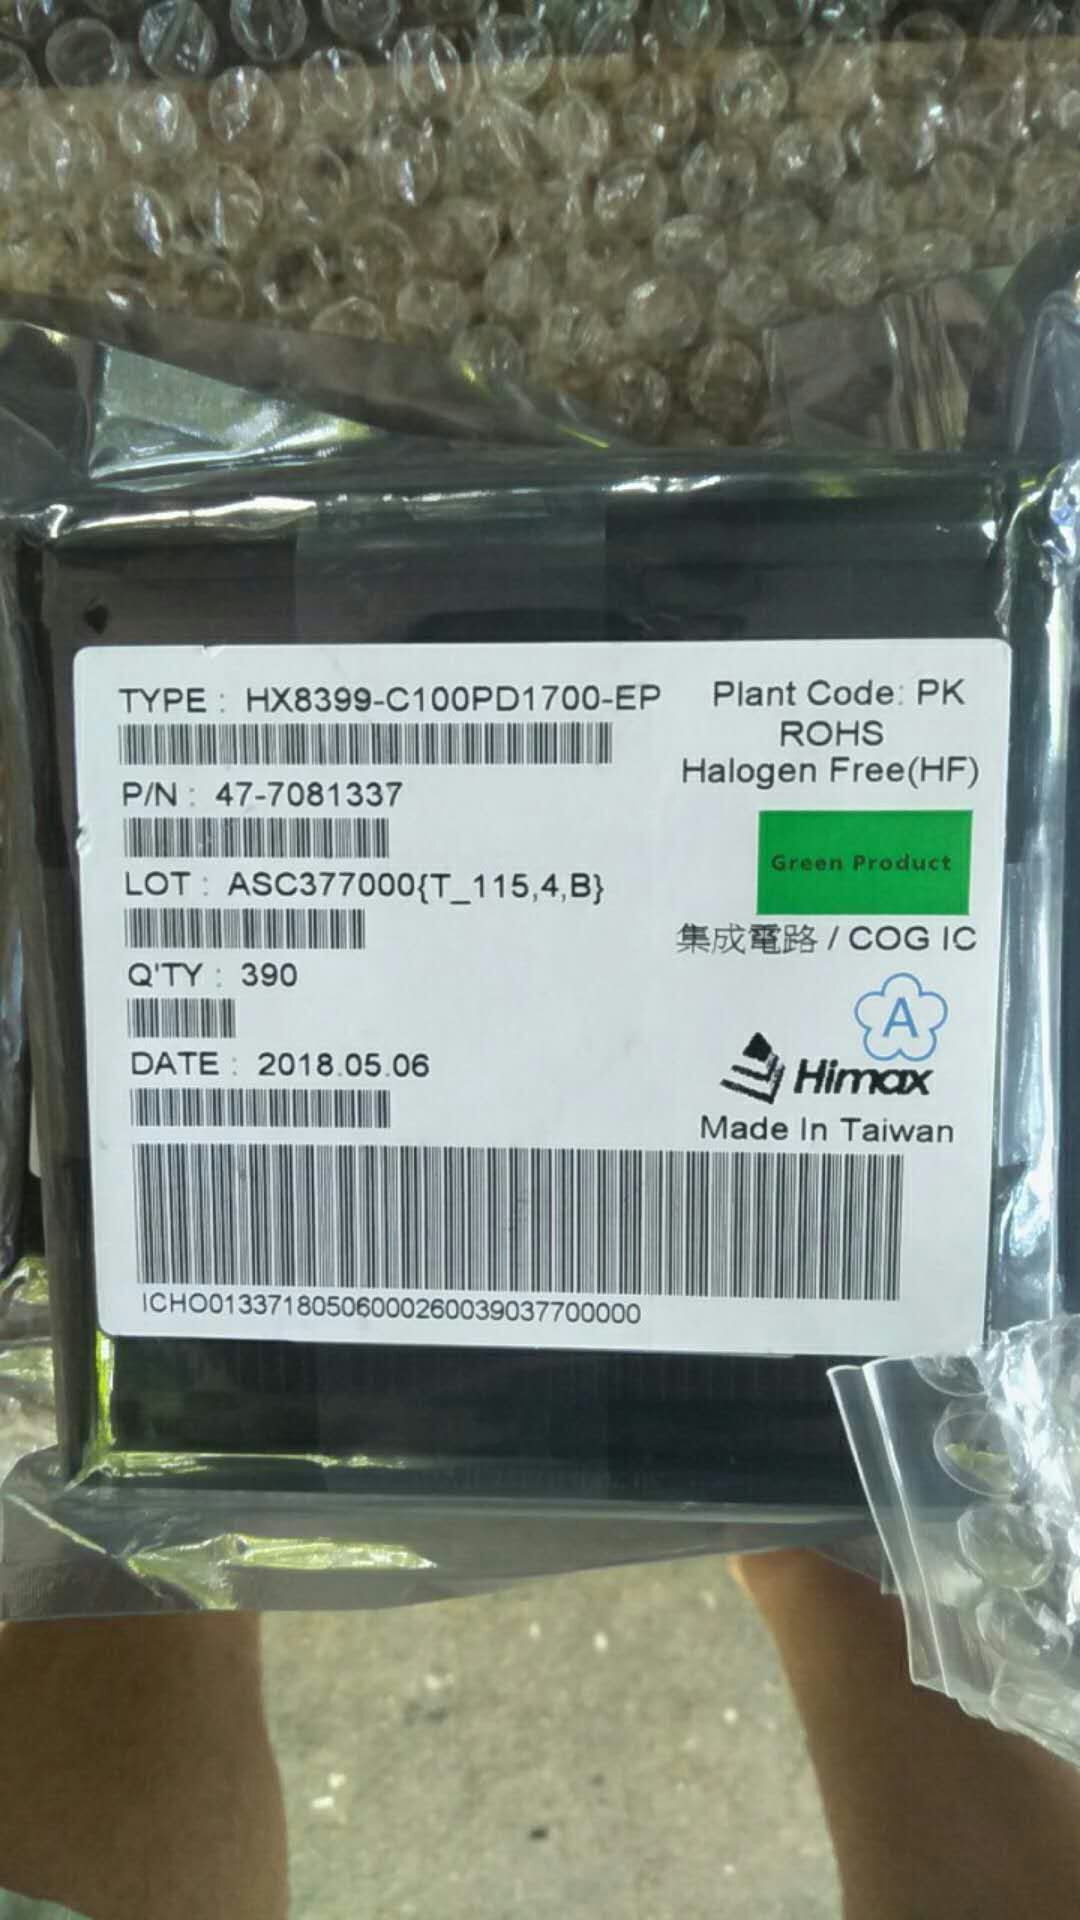 TYPE : HX8399-C100PD1700-EP
P/N : 47-7081337
LOT : ASC377000{T_115,4,B}
Q'TY : 390
DATE : 2018.05.06
ICHO01337180506000260039037700000
Plant Code: PK
ROHS
Halogen Free(HF)
Green Product
集成電路 / COG IC
A
Himax
Made In Taiwan